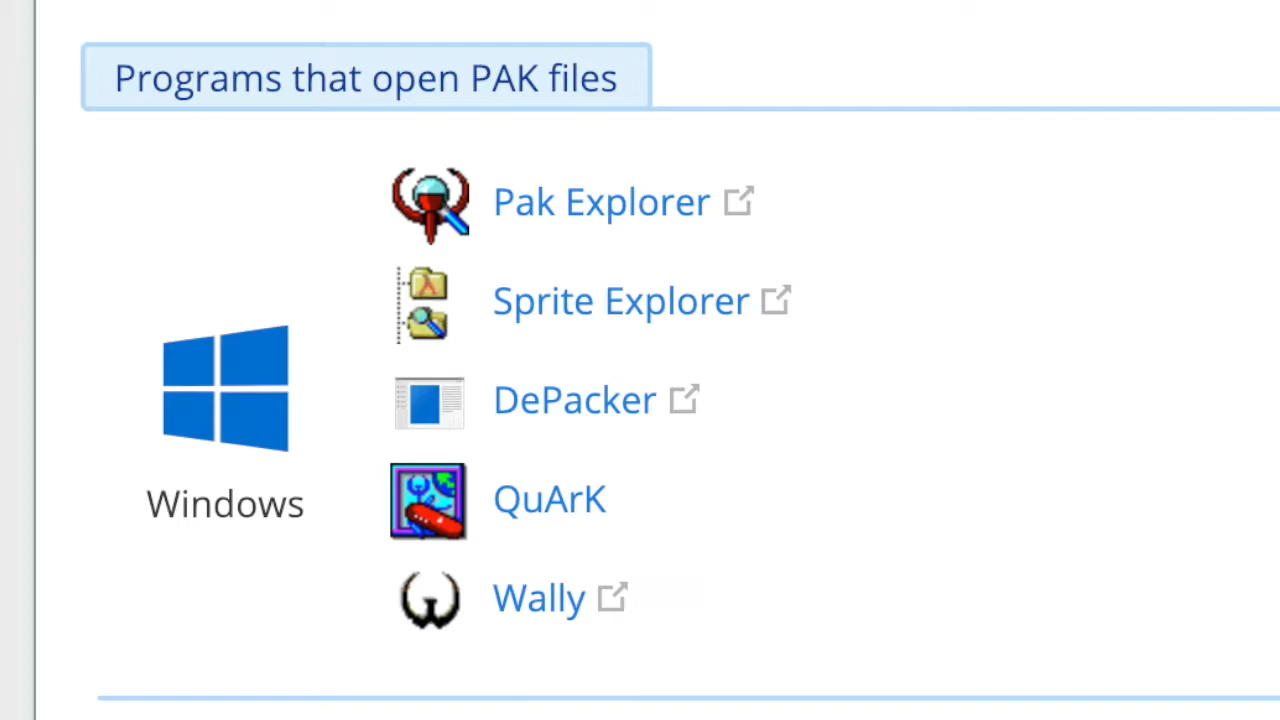 Programs that open PAK files
Pak Explorer
Sprite Explorer
DePacker
QuArK
Wally
Windows